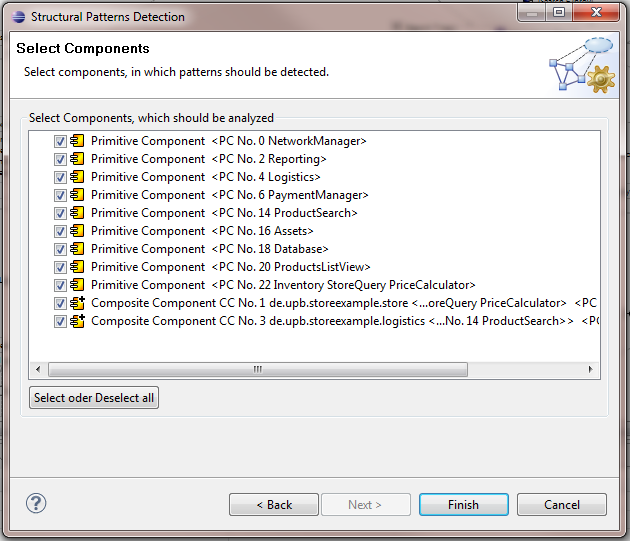 Structural Patterns Detection
Select Components
Select components, in which patterns should be detected.
Select Components, which should be analyzed
Primitive Component <PC No. 0 NetworkManager>
Primitive Component <PC No. 2 Reporting>
Primitive Component <PC No. 4 Logistics>
Primitive Component <PC No. 6 PaymentManager>
Primitive Component <PC No. 14 ProductSearch>
Primitive Component <PC No. 16 Assets>
Primitive Component <PC No. 18 Database>
Primitive Component <PC No. 20 ProductsListView>
Primitive Component <PC No. 22 Inventory StoreQuery PriceCalculator>
Composite Component CC No. 1 de.upb.storeexample.store <...oreQuery PriceCalculator> <PC
Composite Component CC No. 3 de.upb.storeexample.logistics <...No. 14 ProductSearch>> <PC
Select oder Deselect all
?
< Back Next > Finish Cancel